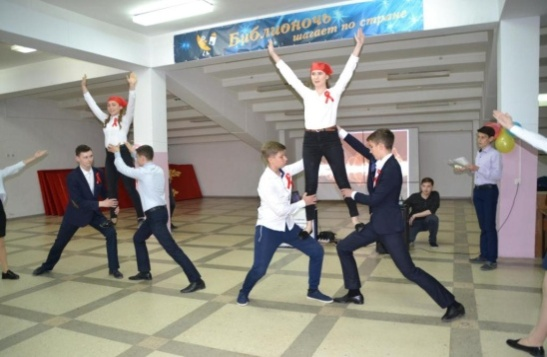 Библионочь
шагает по стране